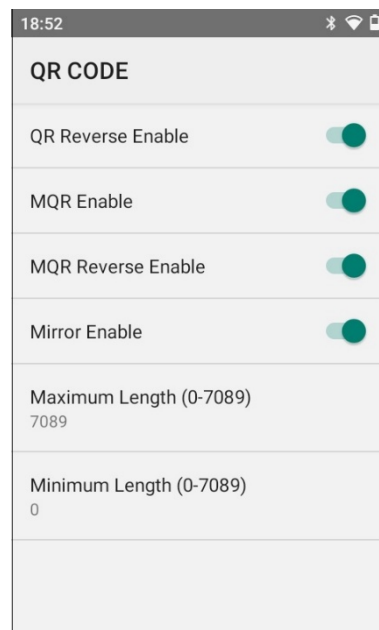 18:52
QR CODE
QR Reverse Enable
MQR Enable
MQR Reverse Enable
Mirror Enable
Maximum Length (0-7089)
7089
Minimum Length (0-7089)
0